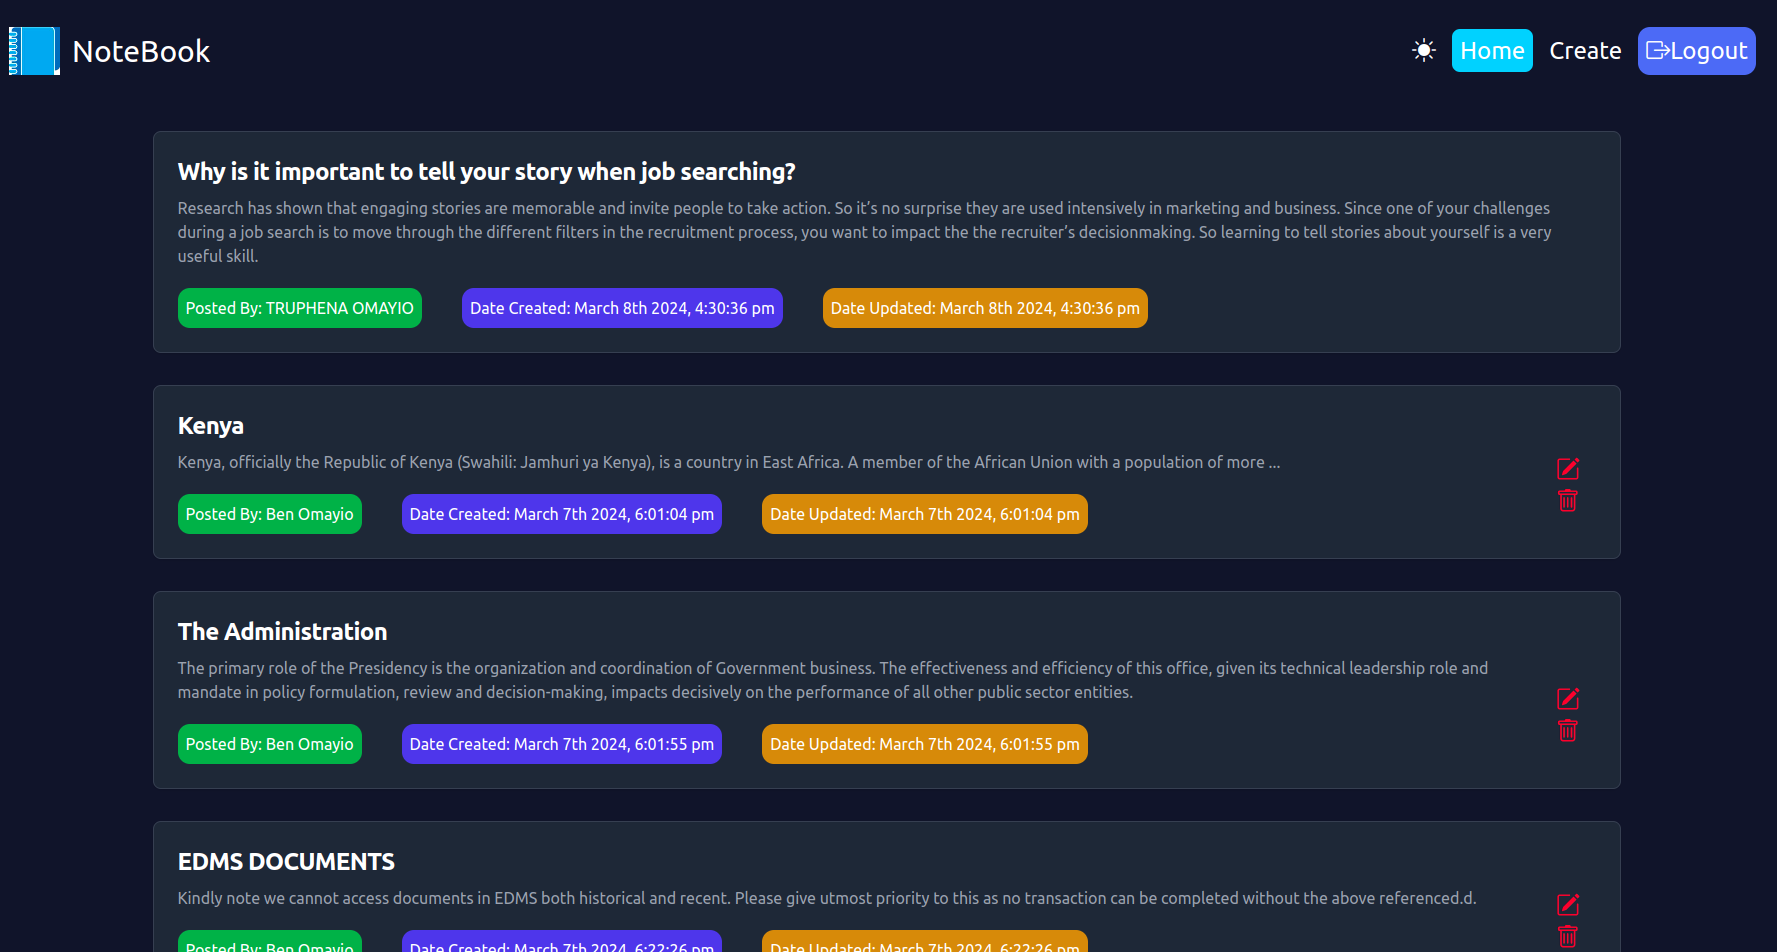 NoteBook
Home
Create
Logout
Why is it important to tell your story when job searching?
Research has shown that engaging stories are memorable and invite people to take action. So it’s no surprise they are used intensively in marketing and business. Since one of your challenges
during a job search is to move through the different filters in the recruitment process, you want to impact the the recruiter’s decisionmaking. So learning to tell stories about yourself is a very
useful skill.
Posted By: TRUPHENA OMAYIO
Date Created: March 8th 2024, 4:30:36 pm
Date Updated: March 8th 2024, 4:30:36 pm
Kenya
Kenya, officially the Republic of Kenya (Swahili: Jamhuri ya Kenya), is a country in East Africa. A member of the African Union with a population of more ...
Posted By: Ben Omayio
Date Created: March 7th 2024, 6:01:04 pm
Date Updated: March 7th 2024, 6:01:04 pm
The Administration
The primary role of the Presidency is the organization and coordination of Government business. The effectiveness and efficiency of this office, given its technical leadership role and
mandate in policy formulation, review and decision-making, impacts decisively on the performance of all other public sector entities.
Posted By: Ben Omayio
Date Created: March 7th 2024, 6:01:55 pm
Date Updated: March 7th 2024, 6:01:55 pm
EDMS DOCUMENTS
Kindly note we cannot access documents in EDMS both historical and recent. Please give utmost priority to this as no transaction can be completed without the above referenced.d.
Posted By: Ben Omayio
Date Created: March 7th 2024, 6:22:26 pm
Date Updated: March 7th 2024, 6:22:26 pm